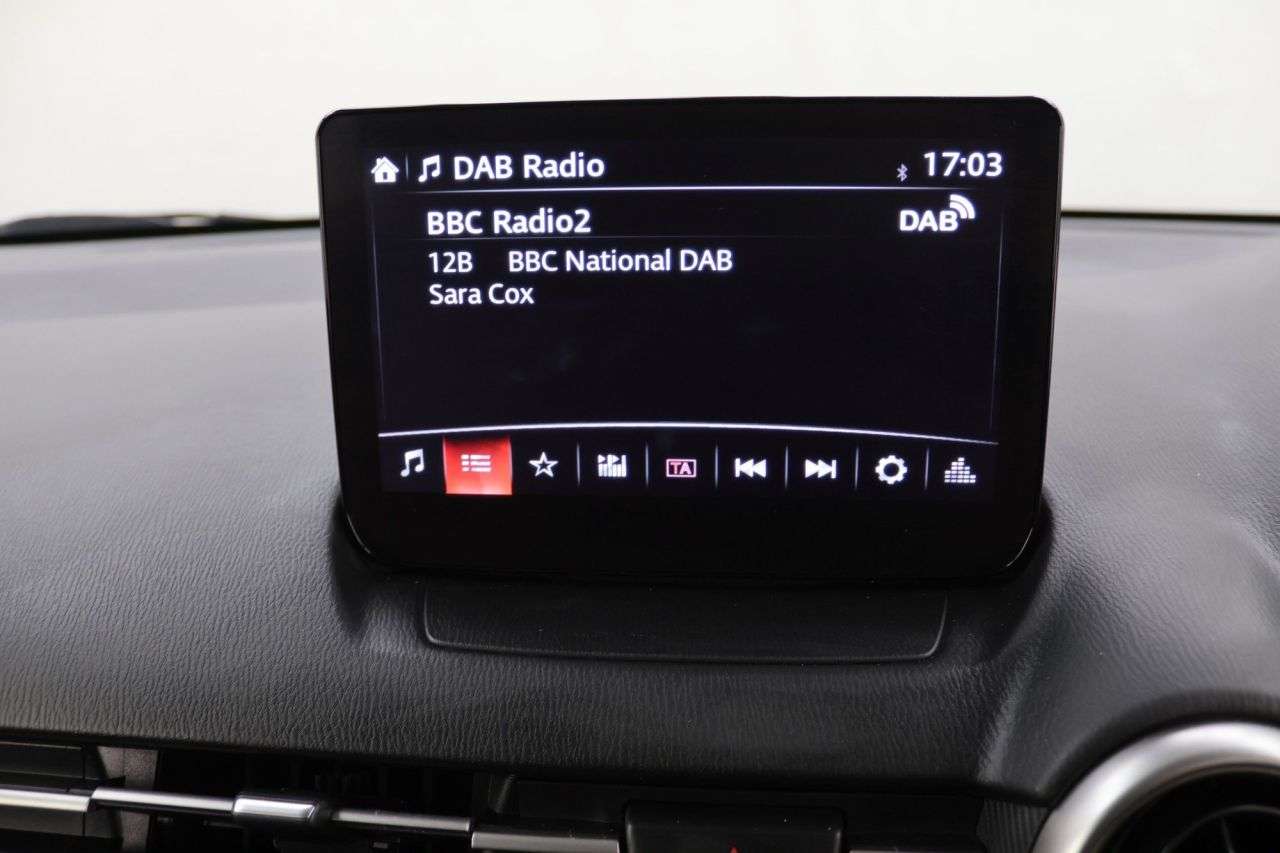 DAB Radio 17:03
BBC Radio2 DAB
12B BBC National DAB
Sara Cox
TA